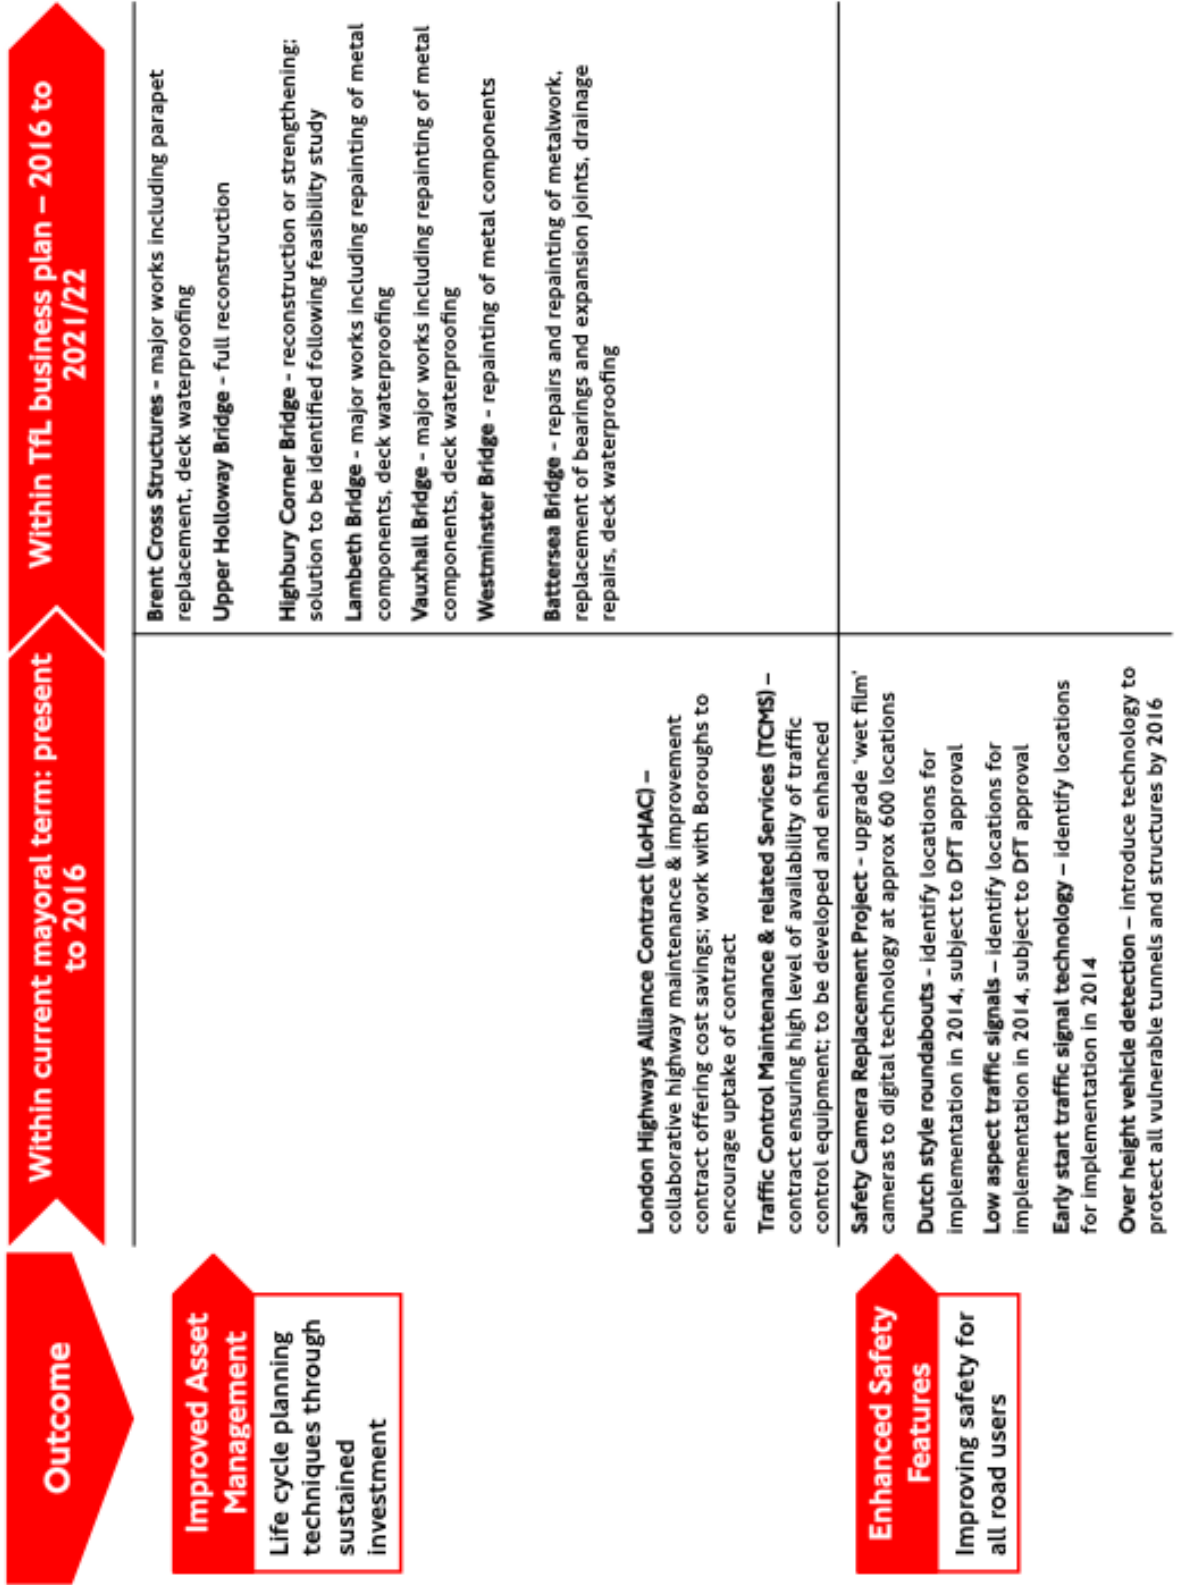 Outcome
Within current mayoral term: present
to 2016
Within TfL business plan – 2016 to
2021/22
Improved Asset
Management
Life cycle planning
techniques through
sustained
investment
Brent Cross Structures - major works including parapet
replacement, deck waterproofing
Upper Holloway Bridge - full reconstruction
Highbury Corner Bridge - reconstruction or strengthening;
solution to be identified following feasibility study
Lambeth Bridge - major works including repainting of metal
components, deck waterproofing
Vauxhall Bridge - major works including repainting of metal
components, deck waterproofing
Westminster Bridge - repainting of metal components
Battersea Bridge - repairs and repainting of metalwork,
replacement of bearings and expansion joints, drainage
repairs, deck waterproofing
London Highways Alliance Contract (LoHAC) –
collaborative highway maintenance & improvement
contract offering cost savings; work with Boroughs to
encourage uptake of contract
Traffic Control Maintenance & related Services (TCMS) –
contract ensuring high level of availability of traffic
control equipment; to be developed and enhanced
Enhanced Safety
Features
Improving safety for
all road users
Safety Camera Replacement Project - upgrade 'wet film'
cameras to digital technology at approx 600 locations
Dutch style roundabouts - identify locations for
implementation in 2014, subject to DfT approval
Low aspect traffic signals – identify locations for
implementation in 2014, subject to DfT approval
Early start traffic signal technology – identify locations
for implementation in 2014
Over height vehicle detection – introduce technology to
protect all vulnerable tunnels and structures by 2016